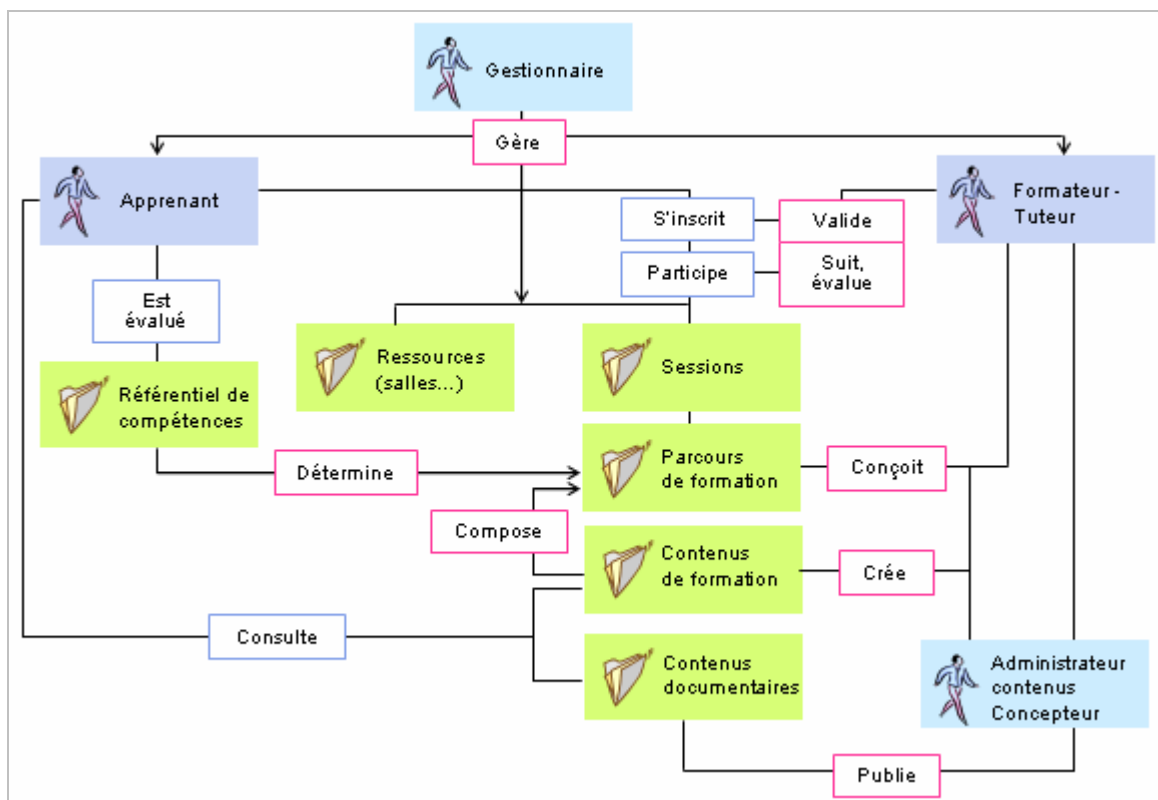 Gestionnaire
Gère
Apprenant
Formateur -
Tuteur
S'inscrit
Valide
Participe
Suit,
évalue
Est
évalué
Ressources
(salles...)
Sessions
Référentiel de
compétences
Détermine
Parcours
de formation
Conçoit
Compose
Contenus
de formation
Crée
Consulte
Contenus
documentaires
Administrateur
contenus
Concepteur
Publie